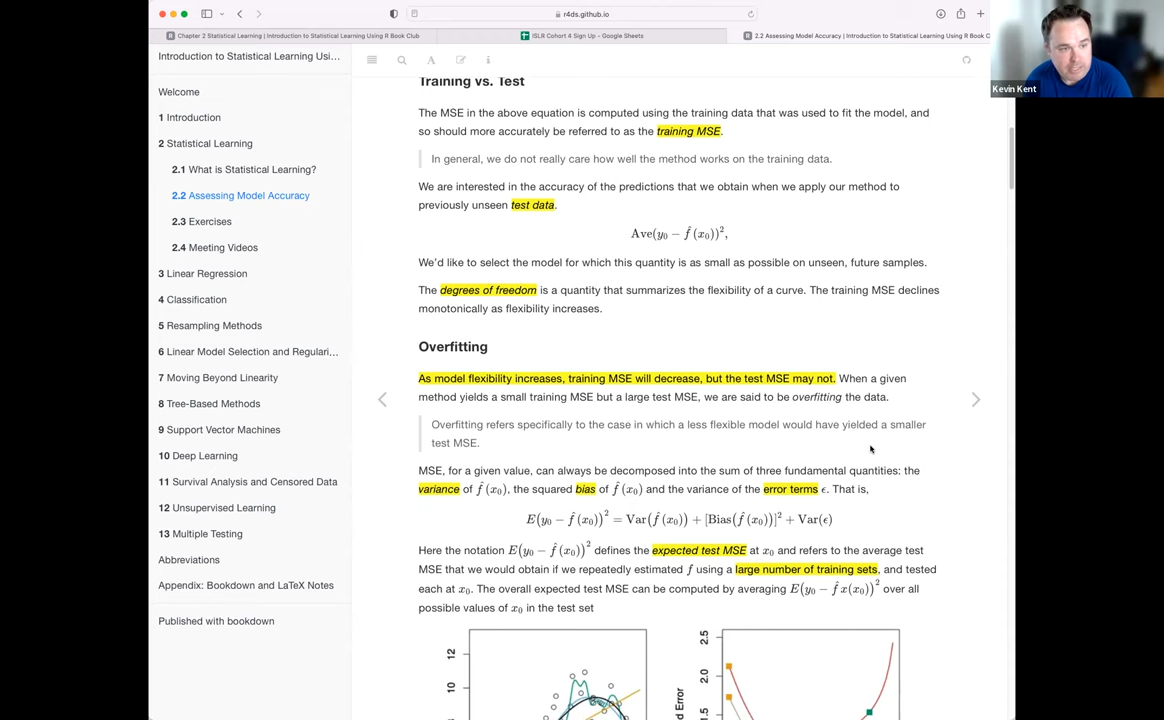 r4ds.github.io
Chapter 2 Statistical Learning | Introduction to Statistical Learning Using R Book Club
ISLR Cohort 4 Sign Up - Google Sheets
2.2 Assessing Model Accuracy | Introduction to Statistical Learning Using R Book C
Kevin Kent
Introduction to Statistical Learning Usi...
Welcome
1 Introduction
2 Statistical Learning
2.1 What is Statistical Learning?
2.2 Assessing Model Accuracy
2.3 Exercises
2.4 Meeting Videos
3 Linear Regression
4 Classification
5 Resampling Methods
6 Linear Model Selection and Regulari...
7 Moving Beyond Linearity
8 Tree-Based Methods
9 Support Vector Machines
10 Deep Learning
11 Survival Analysis and Censored Data
12 Unsupervised Learning
13 Multiple Testing
Abbreviations
Appendix: Bookdown and LaTeX Notes
Published with bookdown
Training vs. Test
The MSE in the above equation is computed using the training data that was used to fit the model, and
so should more accurately be referred to as the training MSE.
In general, we do not really care how well the method works on the training data.
We are interested in the accuracy of the predictions that we obtain when we apply our method to
previously unseen test data.
Ave(y₀ − f̂ (x₀))²,
We'd like to select the model for which this quantity is as small as possible on unseen, future samples.
The degrees of freedom is a quantity that summarizes the flexibility of a curve. The training MSE declines
monotonically as flexibility increases.
Overfitting
As model flexibility increases, training MSE will decrease, but the test MSE may not. When a given
method yields a small training MSE but a large test MSE, we are said to be overfitting the data.
Overfitting refers specifically to the case in which a less flexible model would have yielded a smaller
test MSE.
MSE, for a given value, can always be decomposed into the sum of three fundamental quantities: the
variance of f̂ (x₀), the squared bias of f̂ (x₀) and the variance of the error terms ϵ. That is,
E(y₀ − f̂ (x₀))² = Var(f̂ (x₀)) + [Bias(f̂ (x₀)]² + Var(ϵ)
Here the notation E(y₀ − f̂ (x₀))² defines the expected test MSE at x₀ and refers to the average test
MSE that we would obtain if we repeatedly estimated f using a large number of training sets, and tested
each at x₀. The overall expected test MSE can be computed by averaging E(y₀ − f̂ x(x₀))² over all
possible values of x₀ in the test set
12
10
2.5
2.0
1.5
d Error